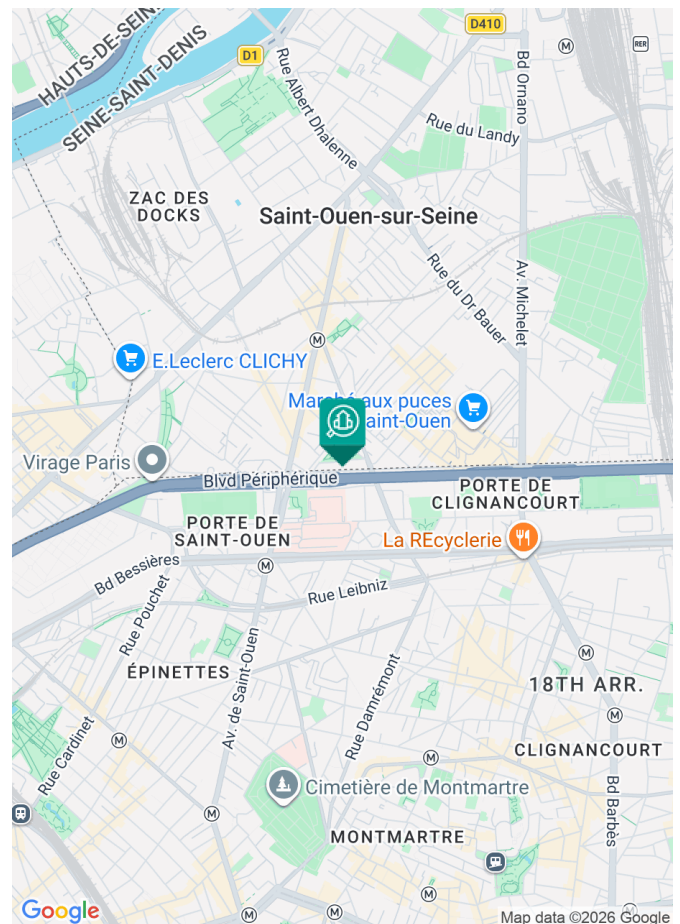 D410
HAUTS-DE-SEINE
D1
RER
SEINE-SAINT-DENIS
Rue Albert Dhalenne
Bd Ornano
Rue du Landy
ZAC DES
DOCKS
Saint-Ouen-sur-Seine
Rue du Dr Bauer
Av. Michelet
E.Leclerc CLICHY
Marché aux puces
aint-Ouen
Virage Paris
Blvd Périphérique
PORTE DE
CLIGNANCOURT
PORTE DE
SAINT-OUEN
La REcyclerie
Bd Bessières
Rue Leibniz
Rue Pouchet
ÉPINETTES
Av. de Saint-Ouen
Rue Damrémont
18TH ARR.
Rue Cardinet
CLIGNANCOURT
Bd Barbès
Cimetière de Montmartre
MONTMARTRE
Google
Map data ©2026 Google